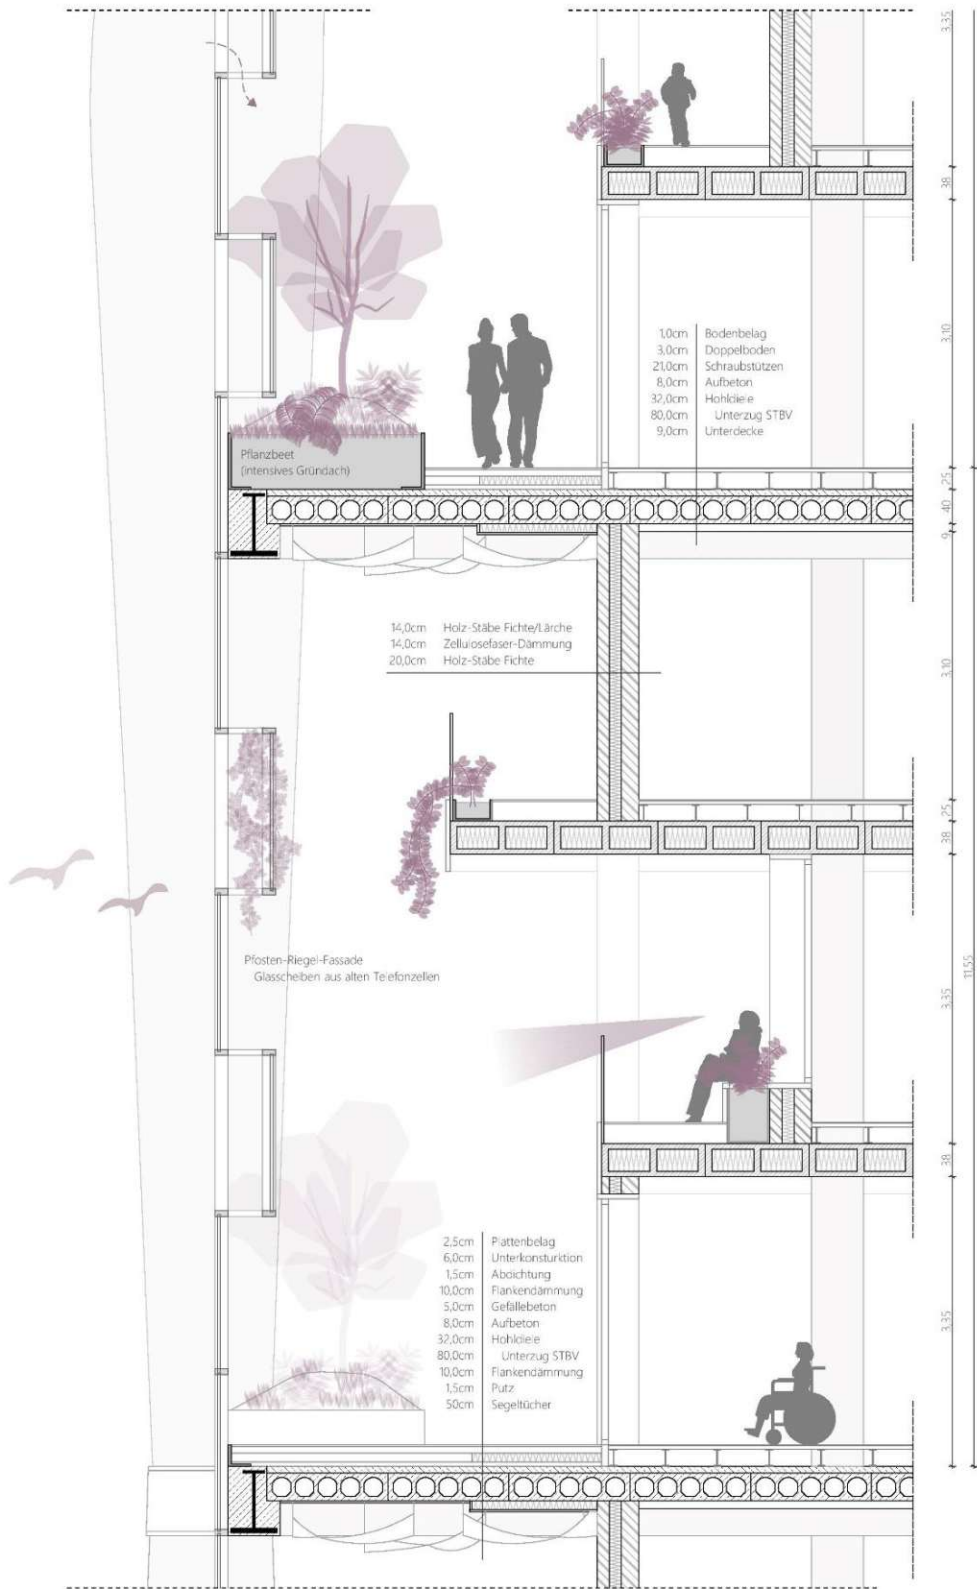 3.35
38
1,0cm Bodenbelag
3,0cm Doppelboden
21,0cm Schraubstützen
8,0cm Aufbeton
32,0cm Hohldiele
80,0cm Unterzug STBV
9,0cm Unterdecke
3.10
Pflanzbeet
(intensives Gründach)
25
40
9
14,0cm Holz-Stäbe Fichte/Lärche
14,0cm Zellulosefaser-Dämmung
20,0cm Holz-Stäbe Fichte
3.10
25
38
Pfosten-Riegel-Fassade
Glasscheiben aus alten Telefonzellen
11.55
3.35
38
2,5cm Plattenbelag
6,0cm Unterkonsturktion
1,5cm Abdichtung
10,0cm Flankendämmung
5,0cm Gefällebeton
8,0cm Aufbeton
32,0cm Hohldiele
80,0cm Unterzug STBV
10,0cm Flankendämmung
1,5cm Putz
50cm Segeltücher
3.35